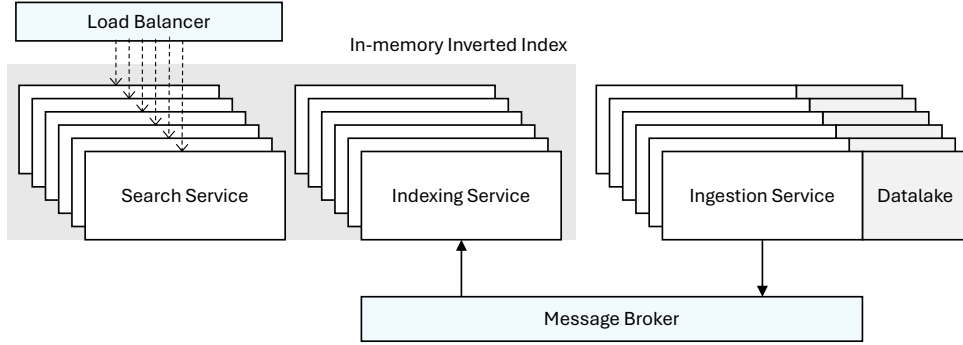 Load Balancer
In-memory Inverted Index
Search Service
Indexing Service
Ingestion Service
Datalake
Message Broker